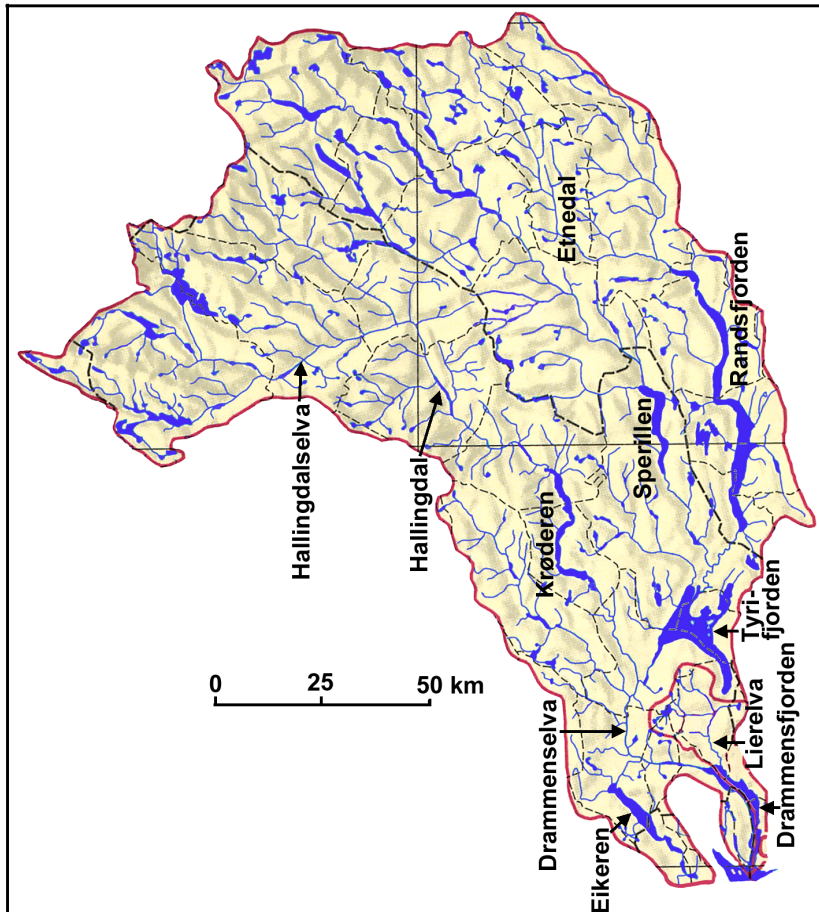 Etnedal
Randsfjorden
Hallingdalselva
Hallingdal
Sperillen
Krøderen
Tyri-
fjorden
0 25 50 km
Drammenselva
Lierelva
Drammensfjorden
Eikeren